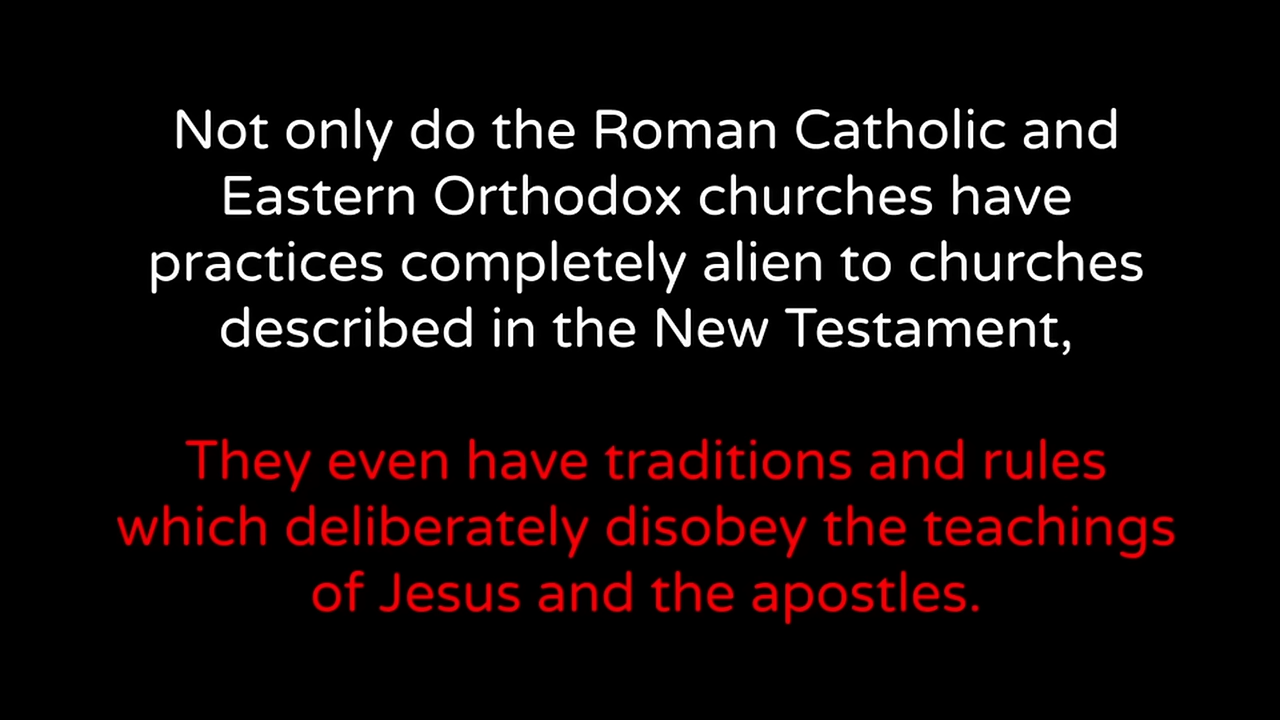 Not only do the Roman Catholic and
Eastern Orthodox churches have
practices completely alien to churches
described in the New Testament,
They even have traditions and rules
which deliberately disobey the teachings
of Jesus and the apostles.